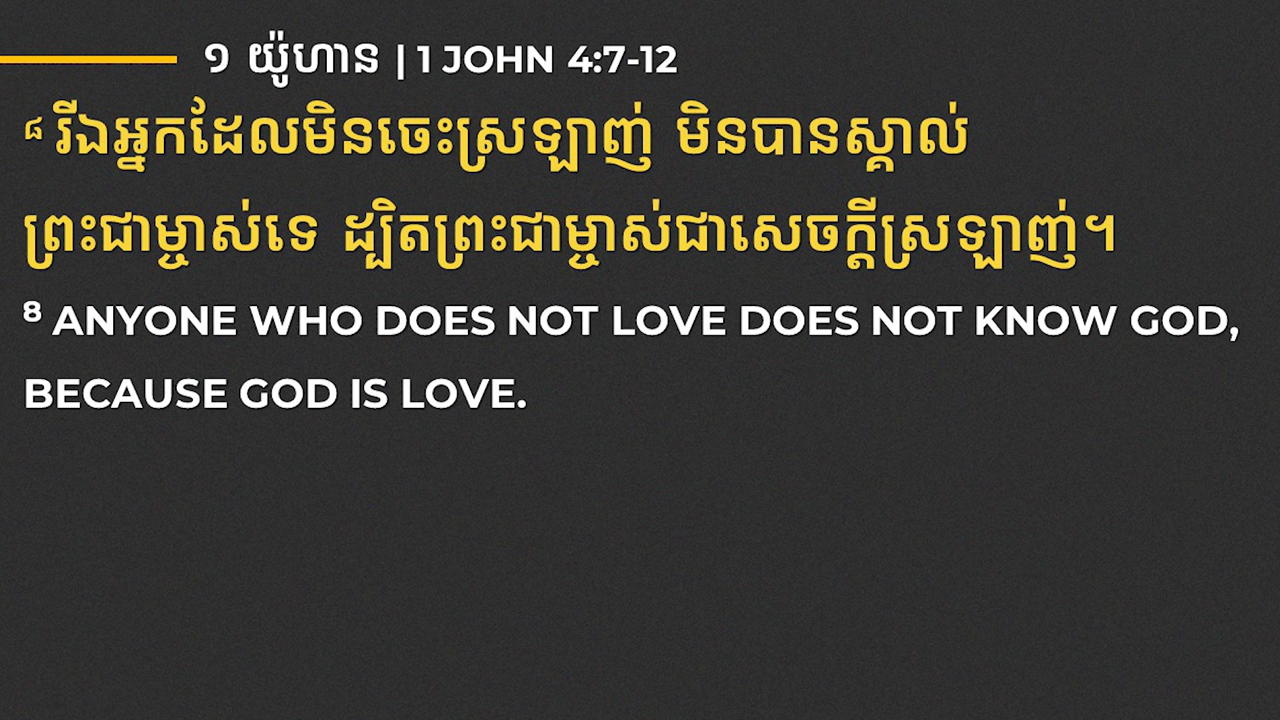 ១ យ៉ូហាន | 1 JOHN 4:7-12
៨ រីឯអ្នកដែលមិនចេះស្រឡាញ់ មិនបានស្គាល់
ព្រះជាម្ចាស់ទេ ដ្បិតព្រះជាម្ចាស់ជាសេចក្ដីស្រឡាញ់។
8 ANYONE WHO DOES NOT LOVE DOES NOT KNOW GOD,
BECAUSE GOD IS LOVE.